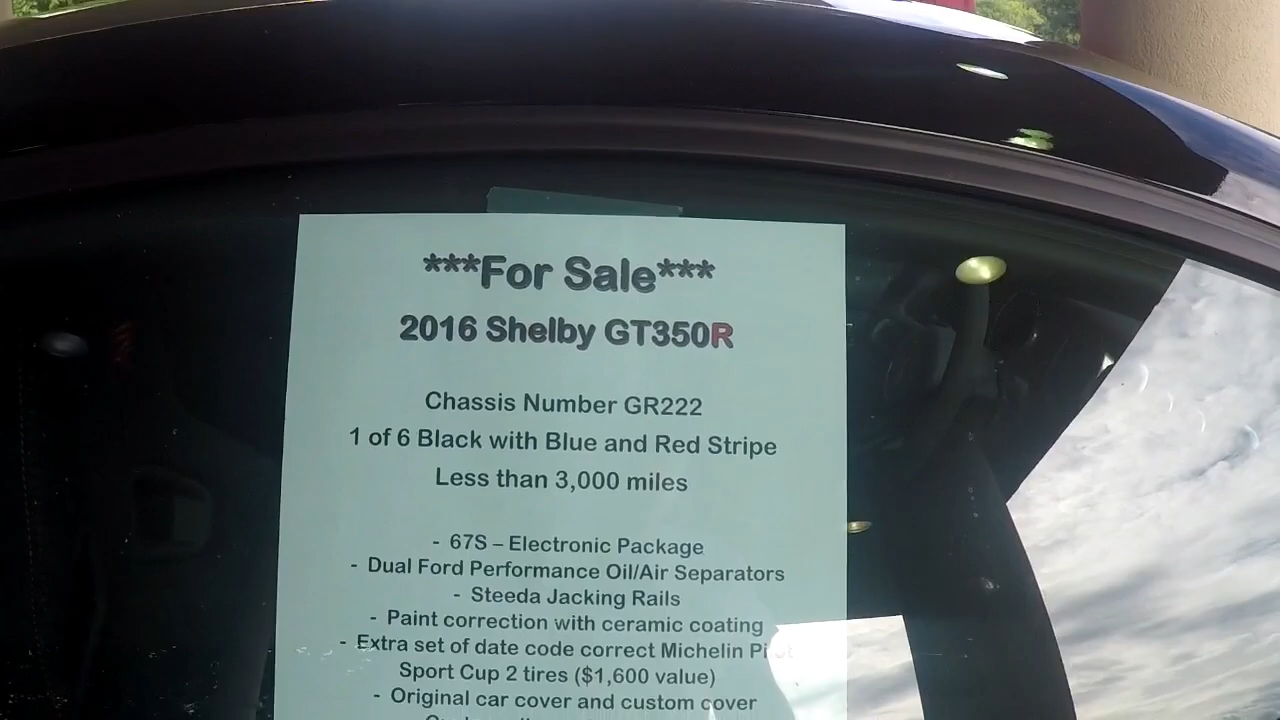 ***For Sale***
2016 Shelby GT350R
Chassis Number GR222
1 of 6 Black with Blue and Red Stripe
Less than 3,000 miles
- 67S – Electronic Package
- Dual Ford Performance Oil/Air Separators
- Steeda Jacking Rails
- Paint correction with ceramic coating
- Extra set of date code correct Michelin Pilot
Sport Cup 2 tires ($1,600 value)
- Original car cover and custom cover